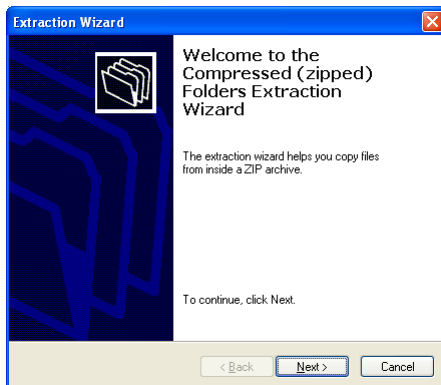 Extraction Wizard
Welcome to the
Compressed (zipped)
Folders Extraction
Wizard
The extraction wizard helps you copy files
from inside a ZIP archive.
To continue, click Next.
< Back Next > Cancel